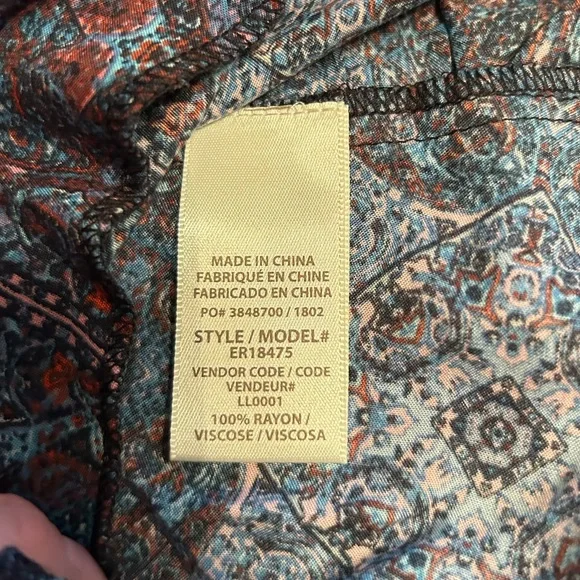 MADE IN CHINA
FABRIQUÉ EN CHINE
FABRICADO EN CHINA
PO# 3848700 / 1802
STYLE / MODEL#
ER18475
VENDOR CODE / CODE
VENDEUR#
LL0001
100% RAYON /
VISCOSE / VISCOSA